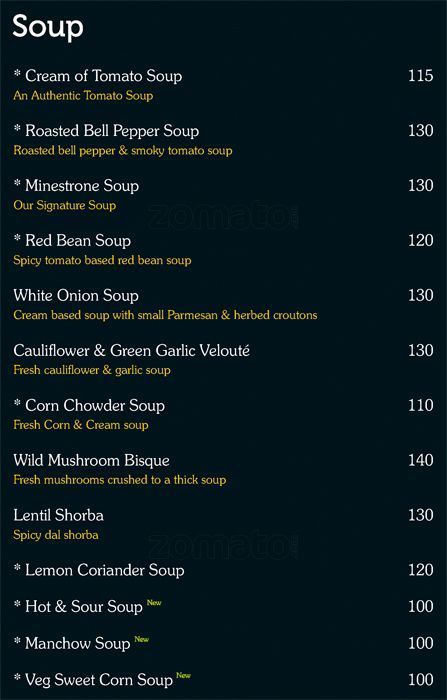 Soup
* Cream of Tomato Soup 115
An Authentic Tomato Soup
* Roasted Bell Pepper Soup 130
Roasted bell pepper & smoky tomato soup
* Minestrone Soup 130
Our Signature Soup
zomato.com
* Red Bean Soup 120
Spicy tomato based red bean soup
White Onion Soup 130
Cream based soup with small Parmesan & herbed croutons
Cauliflower & Green Garlic Velouté 130
Fresh cauliflower & garlic soup
* Corn Chowder Soup 110
Fresh Corn & Cream soup
Wild Mushroom Bisque 140
Fresh mushrooms crushed to a thick soup
Lentil Shorba 130
Spicy dal shorba
zomato.com
* Lemon Coriander Soup 120
* Hot & Sour Soup New 100
* Manchow Soup New 100
* Veg Sweet Corn Soup New 100